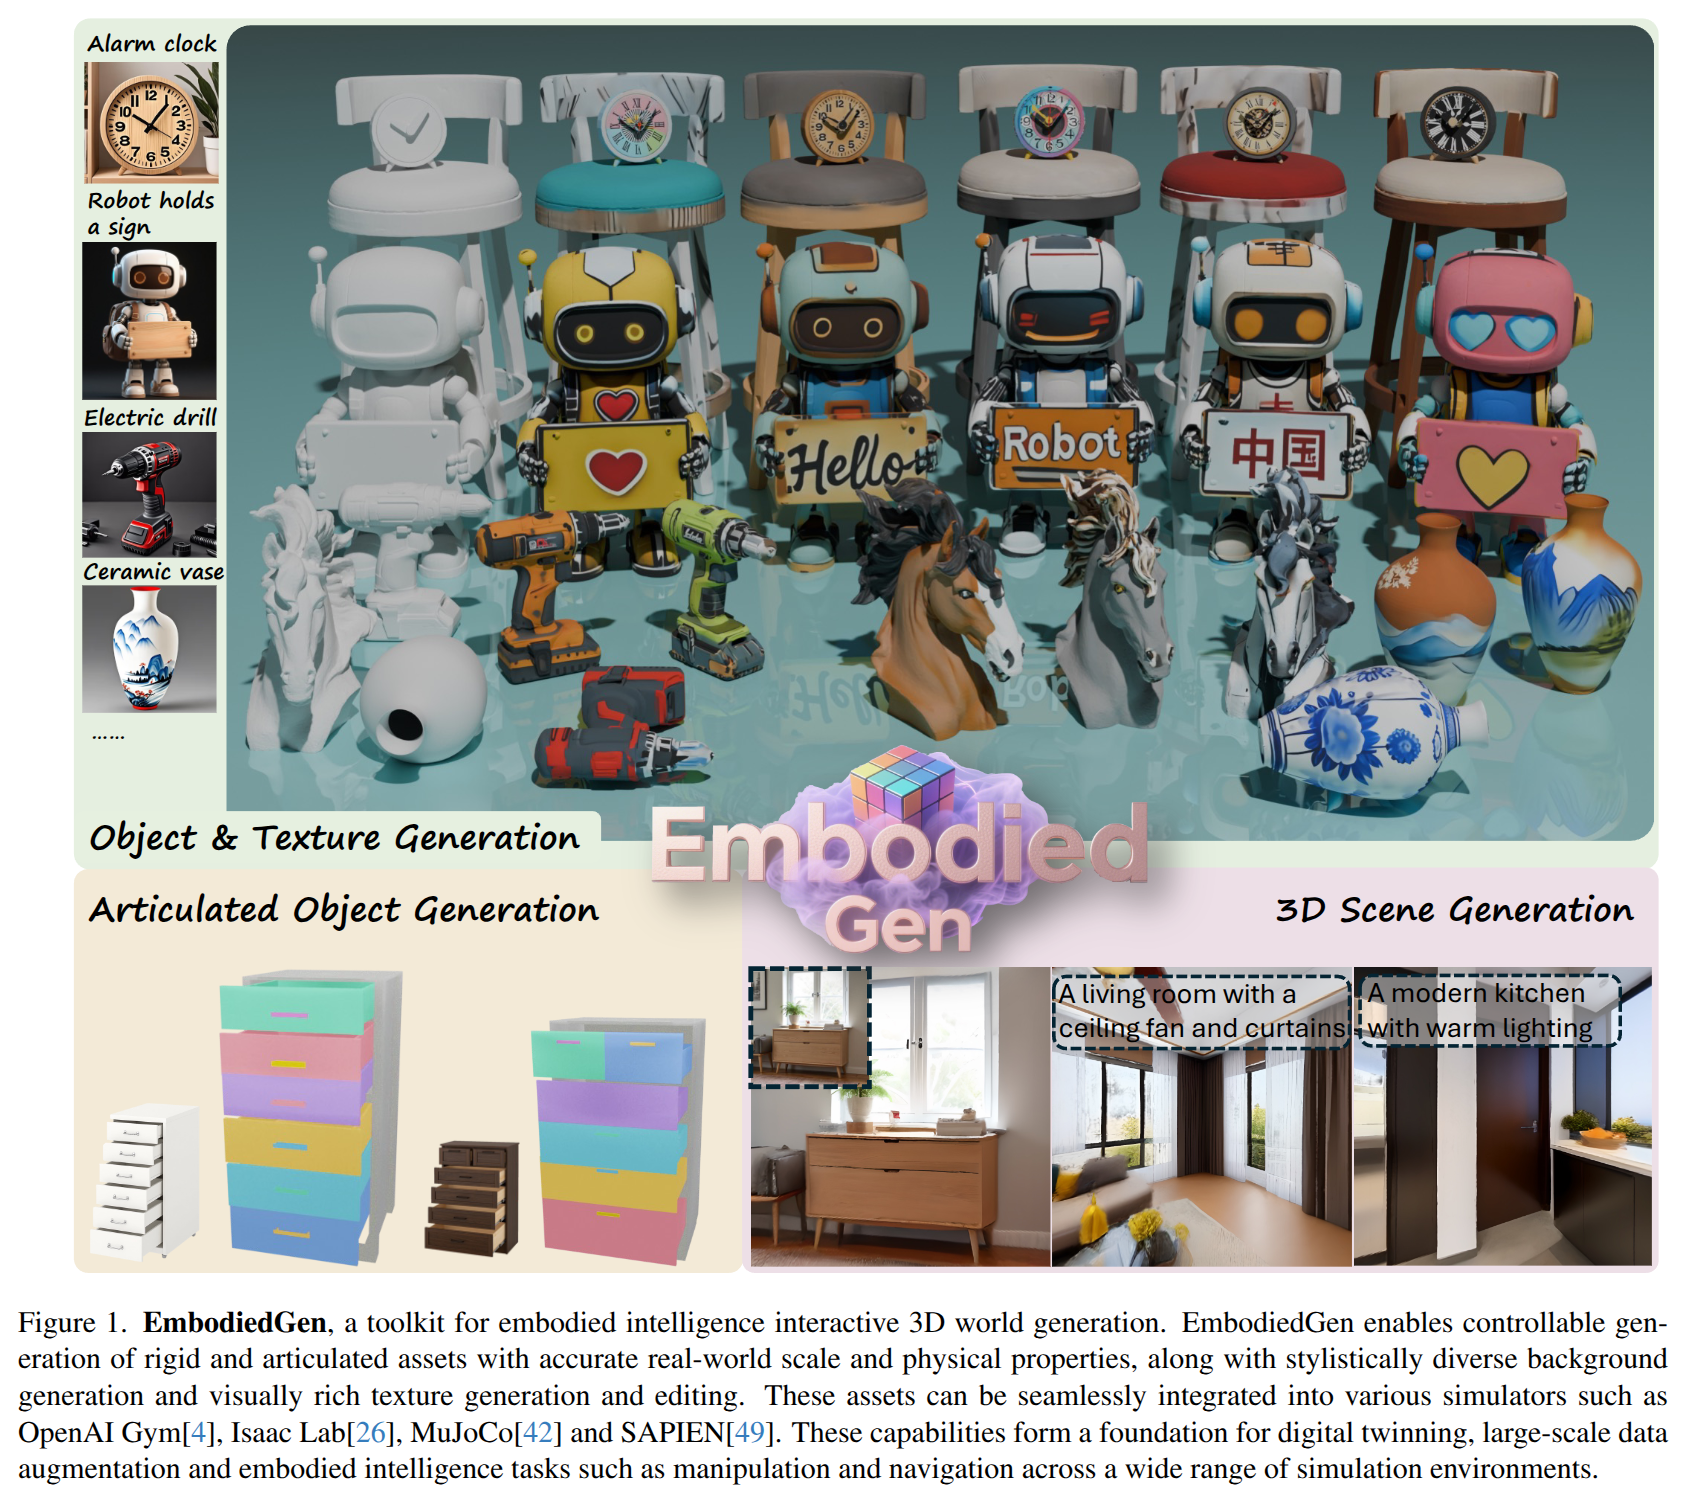 Alarm clock
Robot holds
a sign
Electric drill
Ceramic vase
......
Hello
Robot
中国
Object & Texture Generation
Embodied
Gen
Articulated Object Generation
3D Scene Generation
A living room with a
ceiling fan and curtains
A modern kitchen
with warm lighting
Figure 1. EmbodiedGen, a toolkit for embodied intelligence interactive 3D world generation. EmbodiedGen enables controllable gen-
eration of rigid and articulated assets with accurate real-world scale and physical properties, along with stylistically diverse background
generation and visually rich texture generation and editing. These assets can be seamlessly integrated into various simulators such as
OpenAI Gym[4], Isaac Lab[26], MuJoCo[42] and SAPIEN[49]. These capabilities form a foundation for digital twinning, large-scale data
augmentation and embodied intelligence tasks such as manipulation and navigation across a wide range of simulation environments.